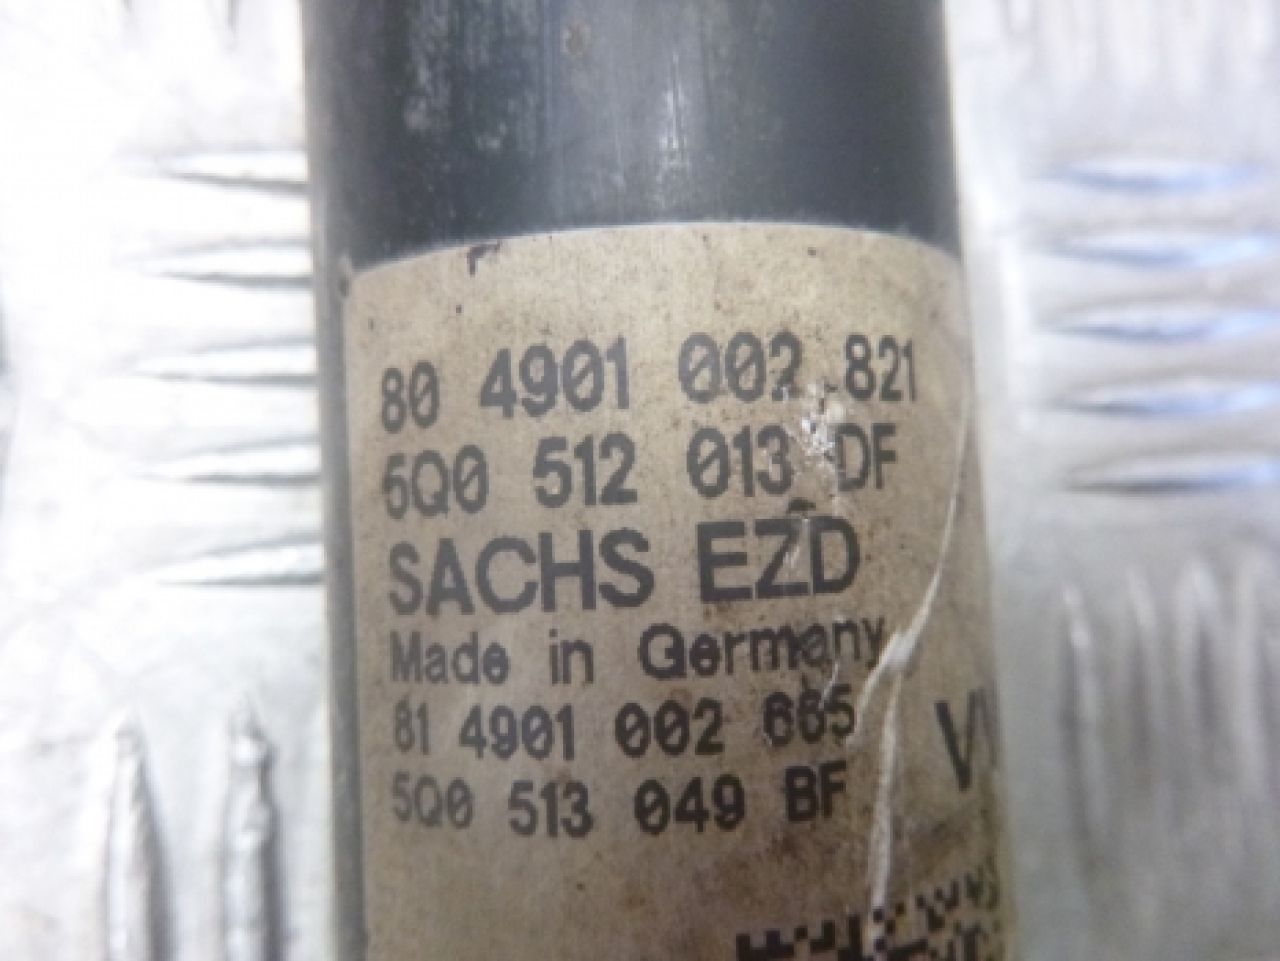 80 4901 002 821
5Q0 512 013 DF
SACHS EZD
Made in Germany
81 4901 002 665
5Q0 513 049 BF